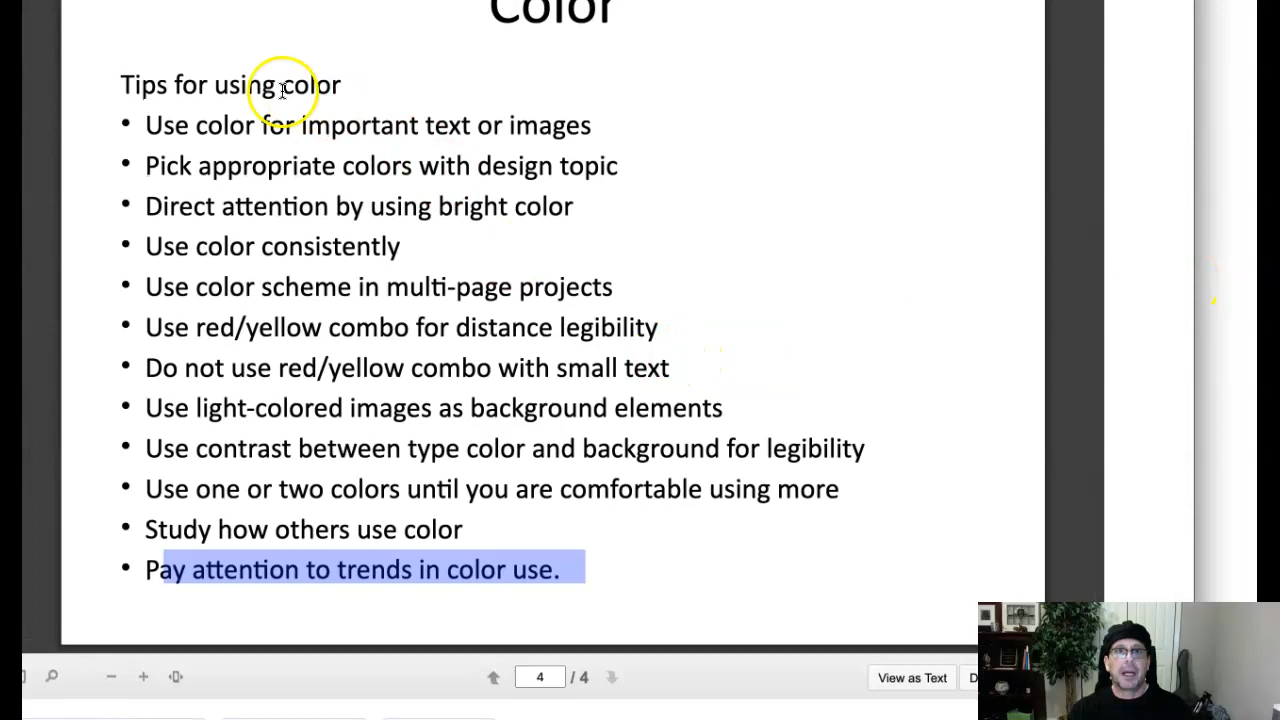 Color
Tips for using color
• Use color for important text or images
• Pick appropriate colors with design topic
• Direct attention by using bright color
• Use color consistently
• Use color scheme in multi-page projects
• Use red/yellow combo for distance legibility
• Do not use red/yellow combo with small text
• Use light-colored images as background elements
• Use contrast between type color and background for legibility
• Use one or two colors until you are comfortable using more
• Study how others use color
• Pay attention to trends in color use.
4 / 4 View as Text D